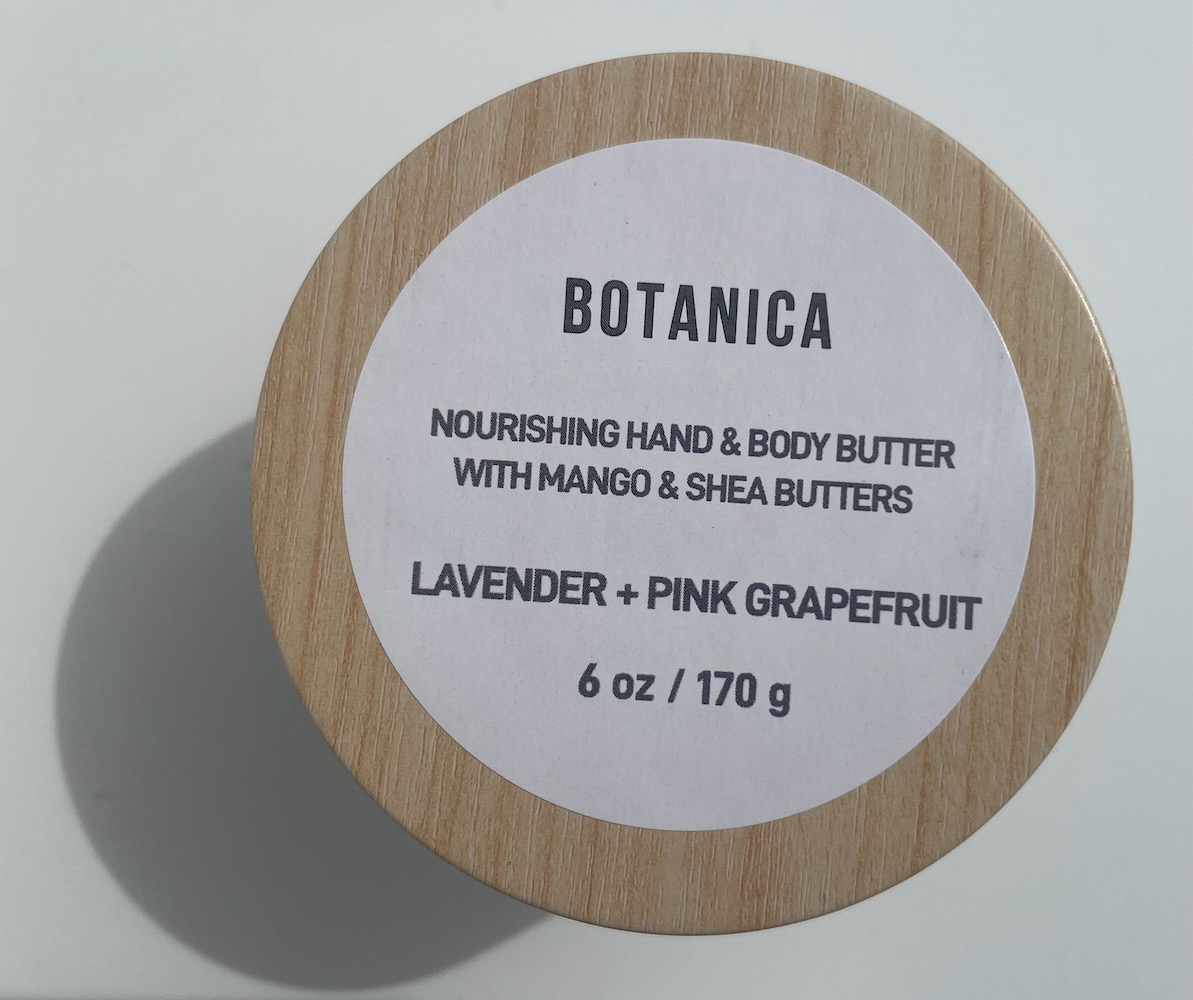 BOTANICA
NOURISHING HAND & BODY BUTTER
WITH MANGO & SHEA BUTTERS
LAVENDER + PINK GRAPEFRUIT
6 oz / 170 g